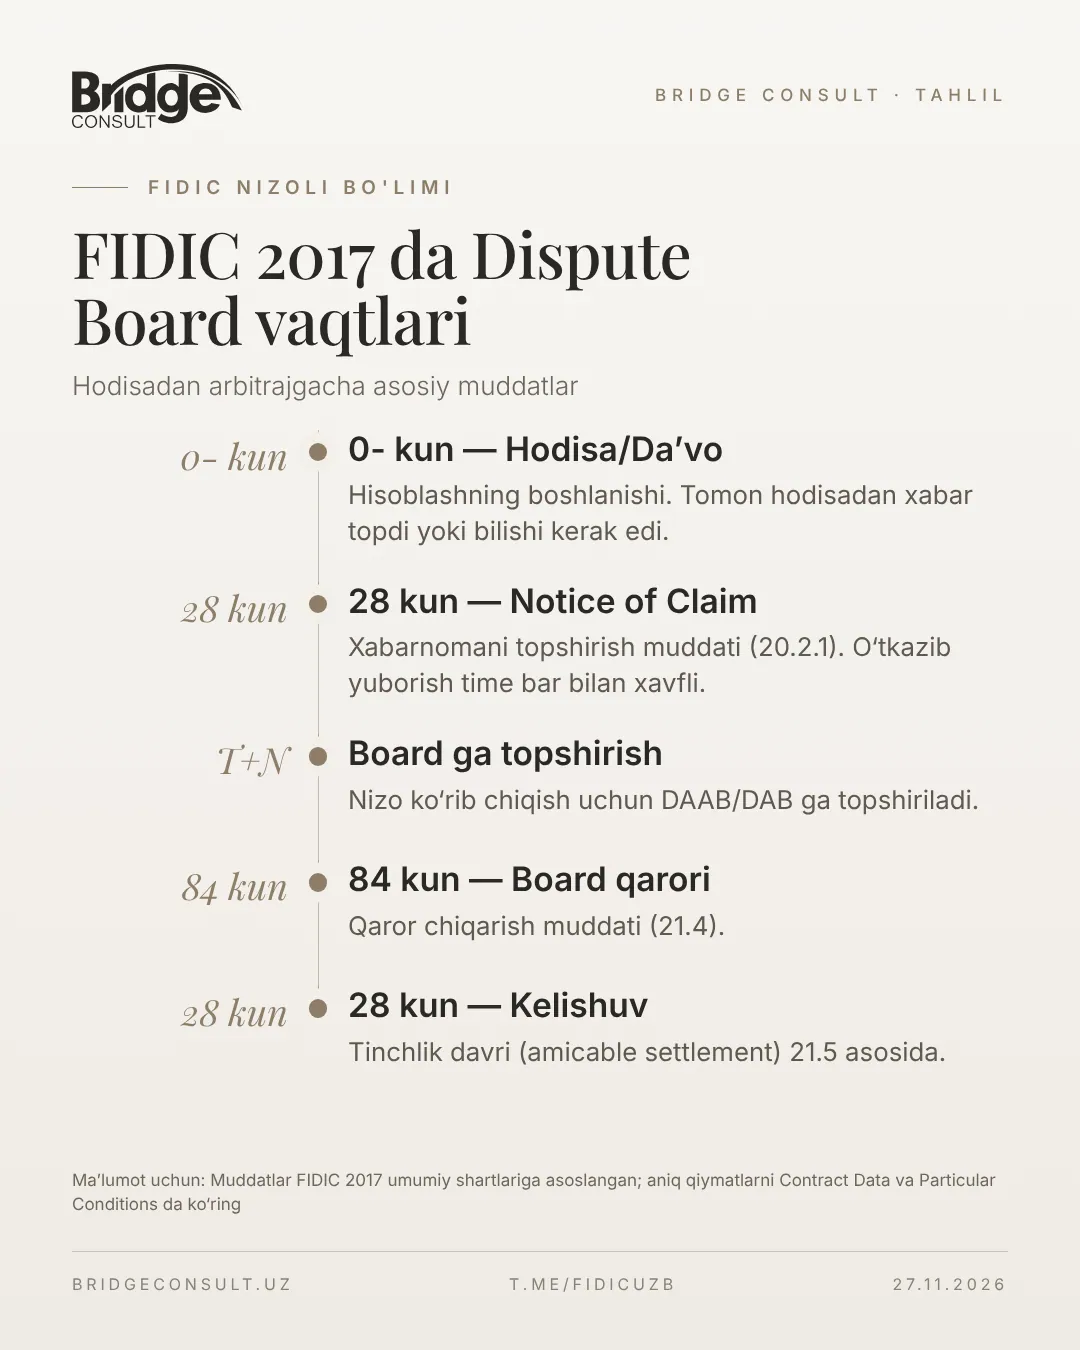 Bridge
CONSULT
BRIDGE CONSULT · TAHLIL
FIDIC NIZOLI BO'LIMI
FIDIC 2017 da Dispute
Board vaqtlari
Hodisadan arbitrajgacha asosiy muddatlar
0- kun
0- kun — Hodisa/Da’vo
Hisoblashning boshlanishi. Tomon hodisadan xabar
topdi yoki bilishi kerak edi.
28 kun
28 kun — Notice of Claim
Xabarnomani topshirish muddati (20.2.1). O‘tkazib
yuborish time bar bilan xavfli.
T+N
Board ga topshirish
Nizo ko‘rib chiqish uchun DAAB/DAB ga topshiriladi.
84 kun
84 kun — Board qarori
Qaror chiqarish muddati (21.4).
28 kun
28 kun — Kelishuv
Tinchlik davri (amicable settlement) 21.5 asosida.
Ma’lumot uchun: Muddatlar FIDIC 2017 umumiy shartlariga asoslangan; aniq qiymatlarni Contract Data va Particular
Conditions da ko‘ring
BRIDGECONSULT.UZ
T.ME/FIDICUZB
27.11.2026